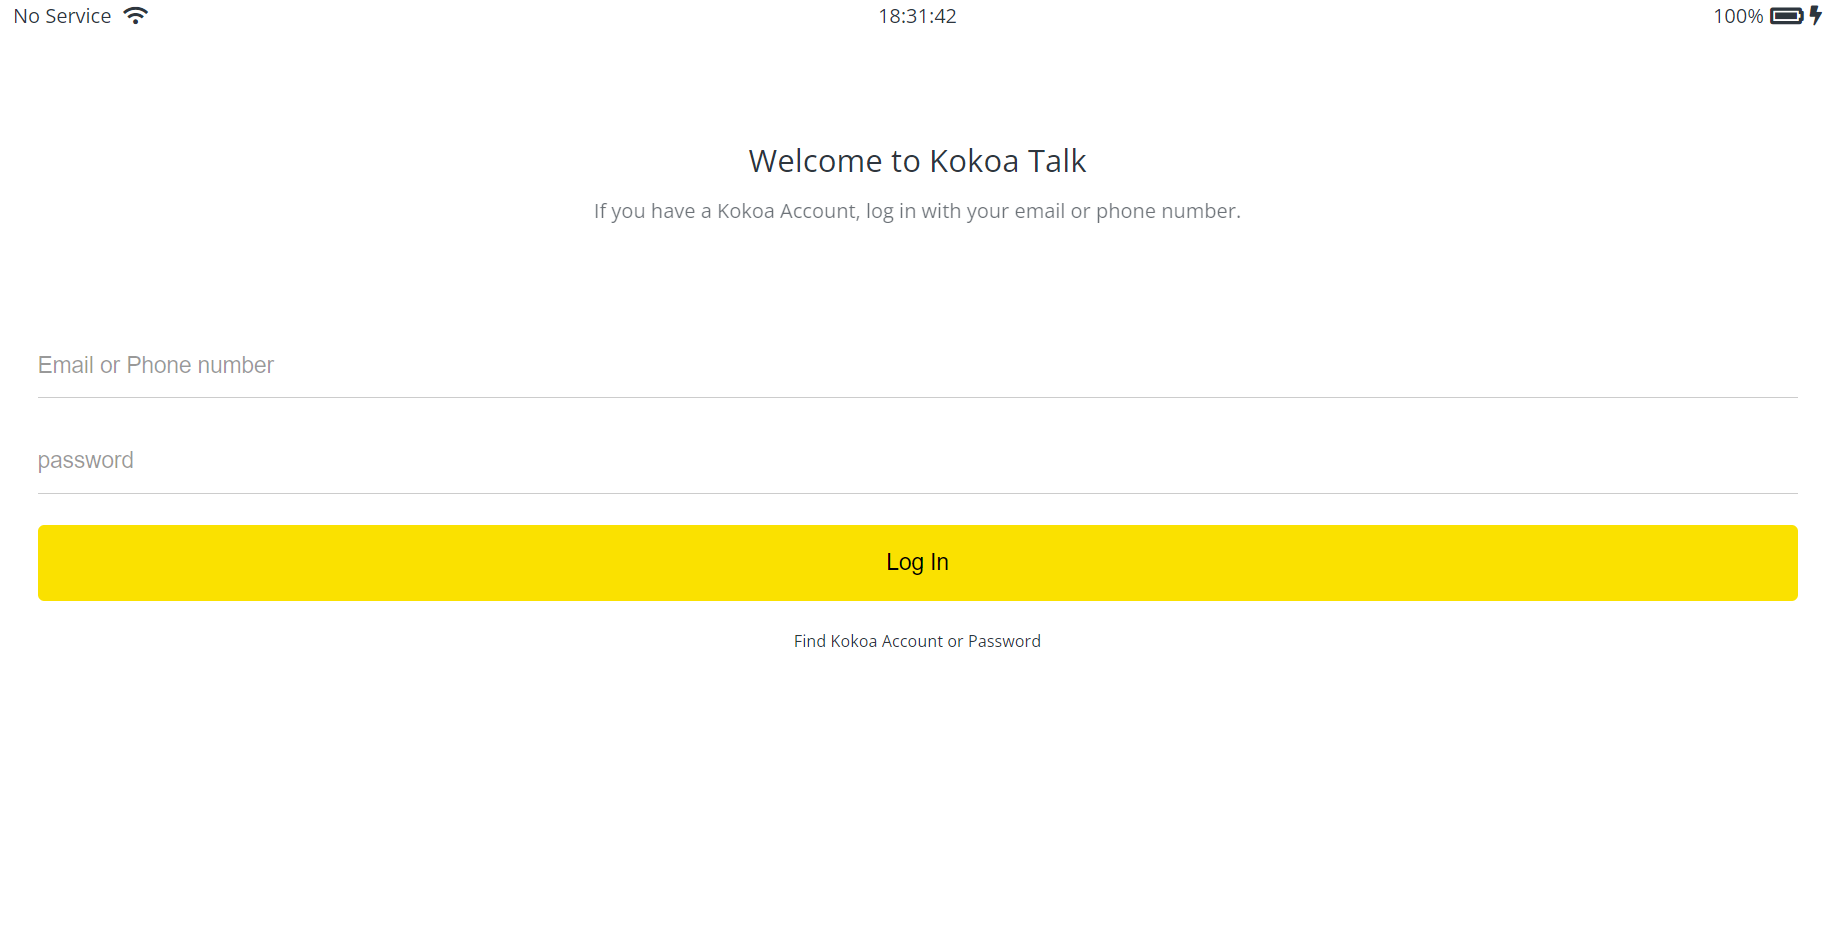 No Service
18:31:42
100%
Welcome to Kokoa Talk
If you have a Kokoa Account, log in with your email or phone number.
Email or Phone number
password
Log In
Find Kokoa Account or Password